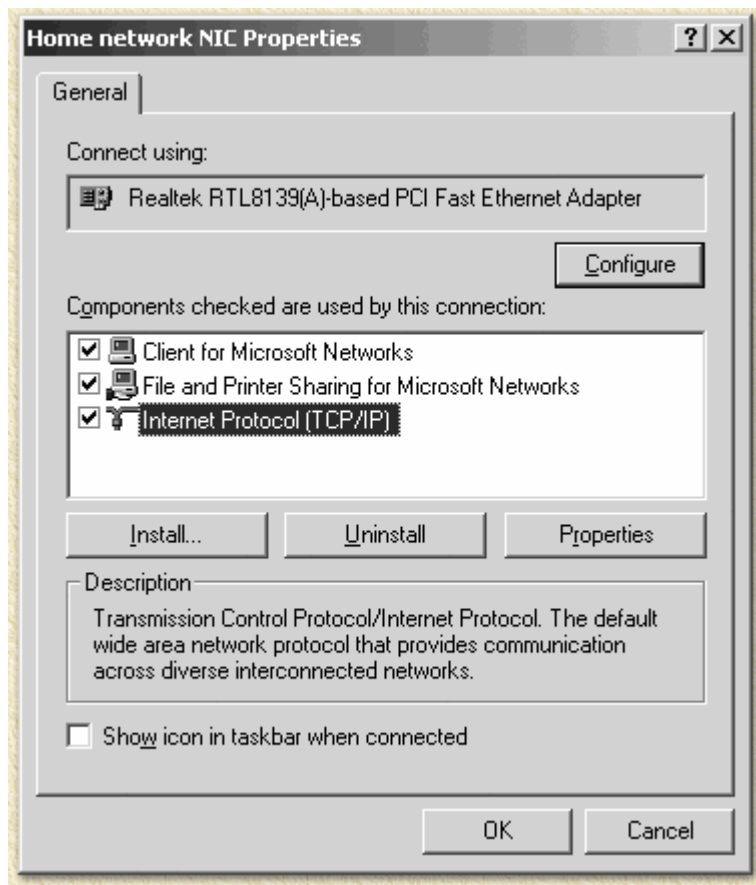 Home network NIC Properties
General
Connect using:
Realtek RTL8139(A)-based PCI Fast Ethernet Adapter
Configure
Components checked are used by this connection:
Client for Microsoft Networks
File and Printer Sharing for Microsoft Networks
Internet Protocol (TCP/IP)
Install...
Uninstall
Properties
Description
Transmission Control Protocol/Internet Protocol. The default
wide area network protocol that provides communication
across diverse interconnected networks.
Show icon in taskbar when connected
OK
Cancel